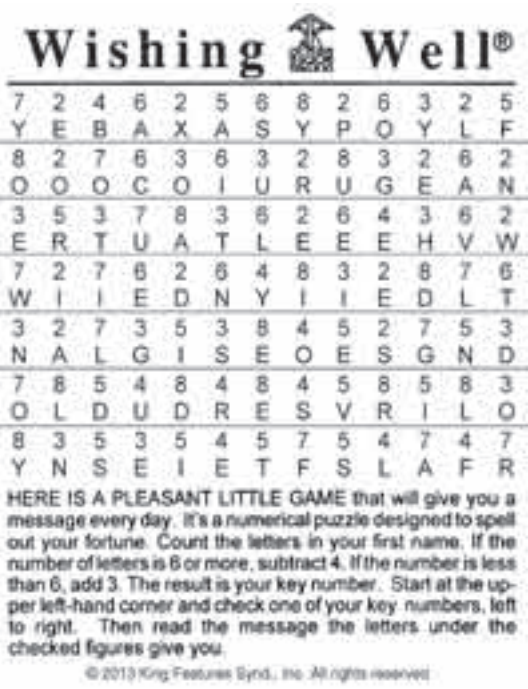 Wishing Well®
7 2 4 6 2 5 6 8 2 6 3 2 5
Y E B A X A S Y P O Y L F
8 2 7 6 3 6 3 2 8 3 2 6 2
O O O C O I U R U G E A N
3 5 3 7 8 3 6 2 6 4 3 6 2
E R T U A T L E E E H V W
7 2 7 6 2 6 4 8 3 2 8 7 6
W I I E D N Y I I E D L T
3 2 7 3 5 3 8 4 5 2 7 5 3
N A L G I S E O E S G N D
7 8 5 4 8 4 8 4 5 8 5 8 3
O L D U D R E S V R I L O
8 3 5 3 5 4 5 7 5 4 7 4 7
Y N S E I E T F S L A F R
HERE IS A PLEASANT LITTLE GAME that will give you a
message every day. It's a numerical puzzle designed to spell
out your fortune. Count the letters in your first name. If the
number of letters is 6 or more, subtract 4. If the number is less
than 6, add 3. The result is your key number. Start at the up-
per left-hand corner and check one of your key numbers, left
to right. Then read the message the letters under the
checked figures give you.
© 2013 King Features Synd., Inc. All rights reserved.